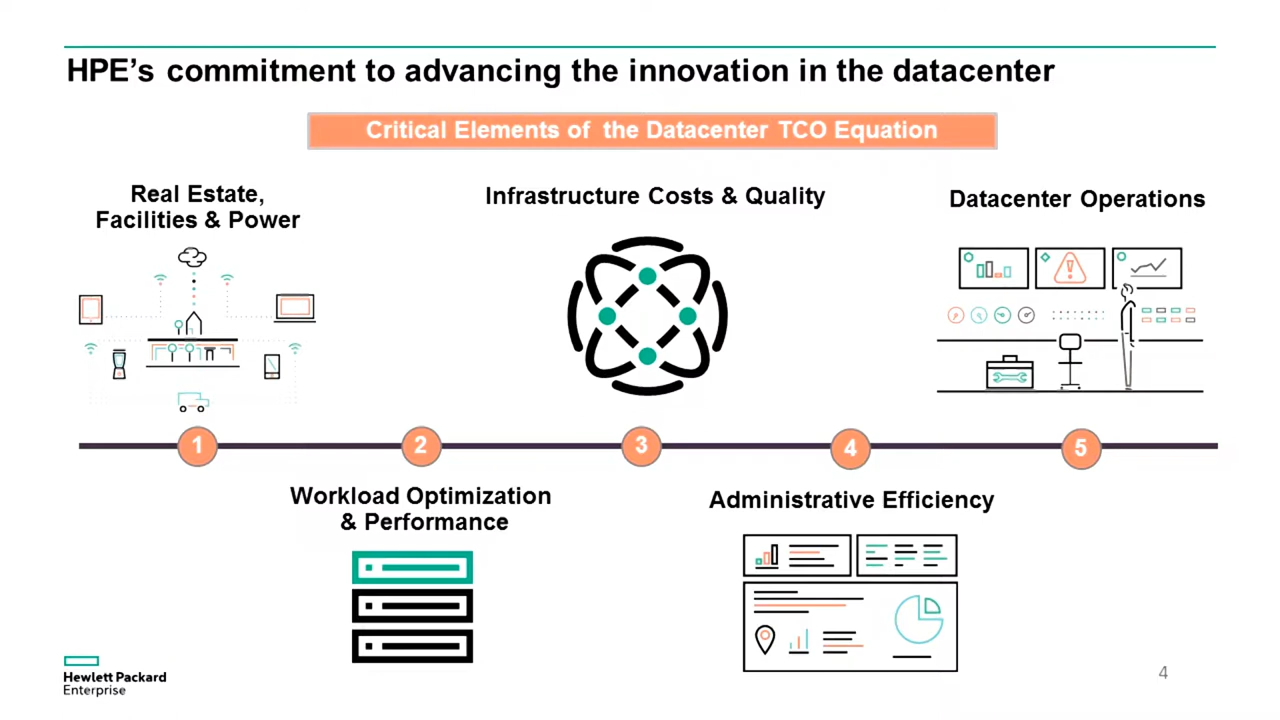 HPE's commitment to advancing the innovation in the datacenter
Critical Elements of the Datacenter TCO Equation
Real Estate,
Facilities & Power
Infrastructure Costs & Quality
Datacenter Operations
1
2
3
4
5
Workload Optimization
& Performance
Administrative Efficiency
Hewlett Packard
Enterprise
4